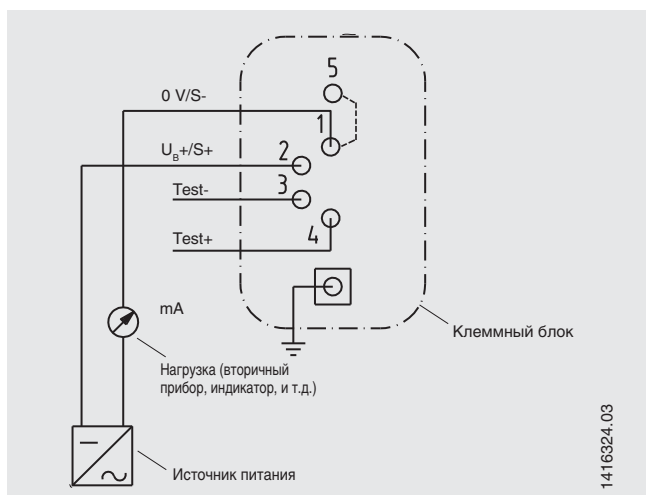 5
0 V/S-
1
U_B+/S+
2
Test-
3
Test+
4
mA
Клеммный блок
Нагрузка (вторичный
прибор, индикатор, и т.д.)
Источник питания
1416324.03